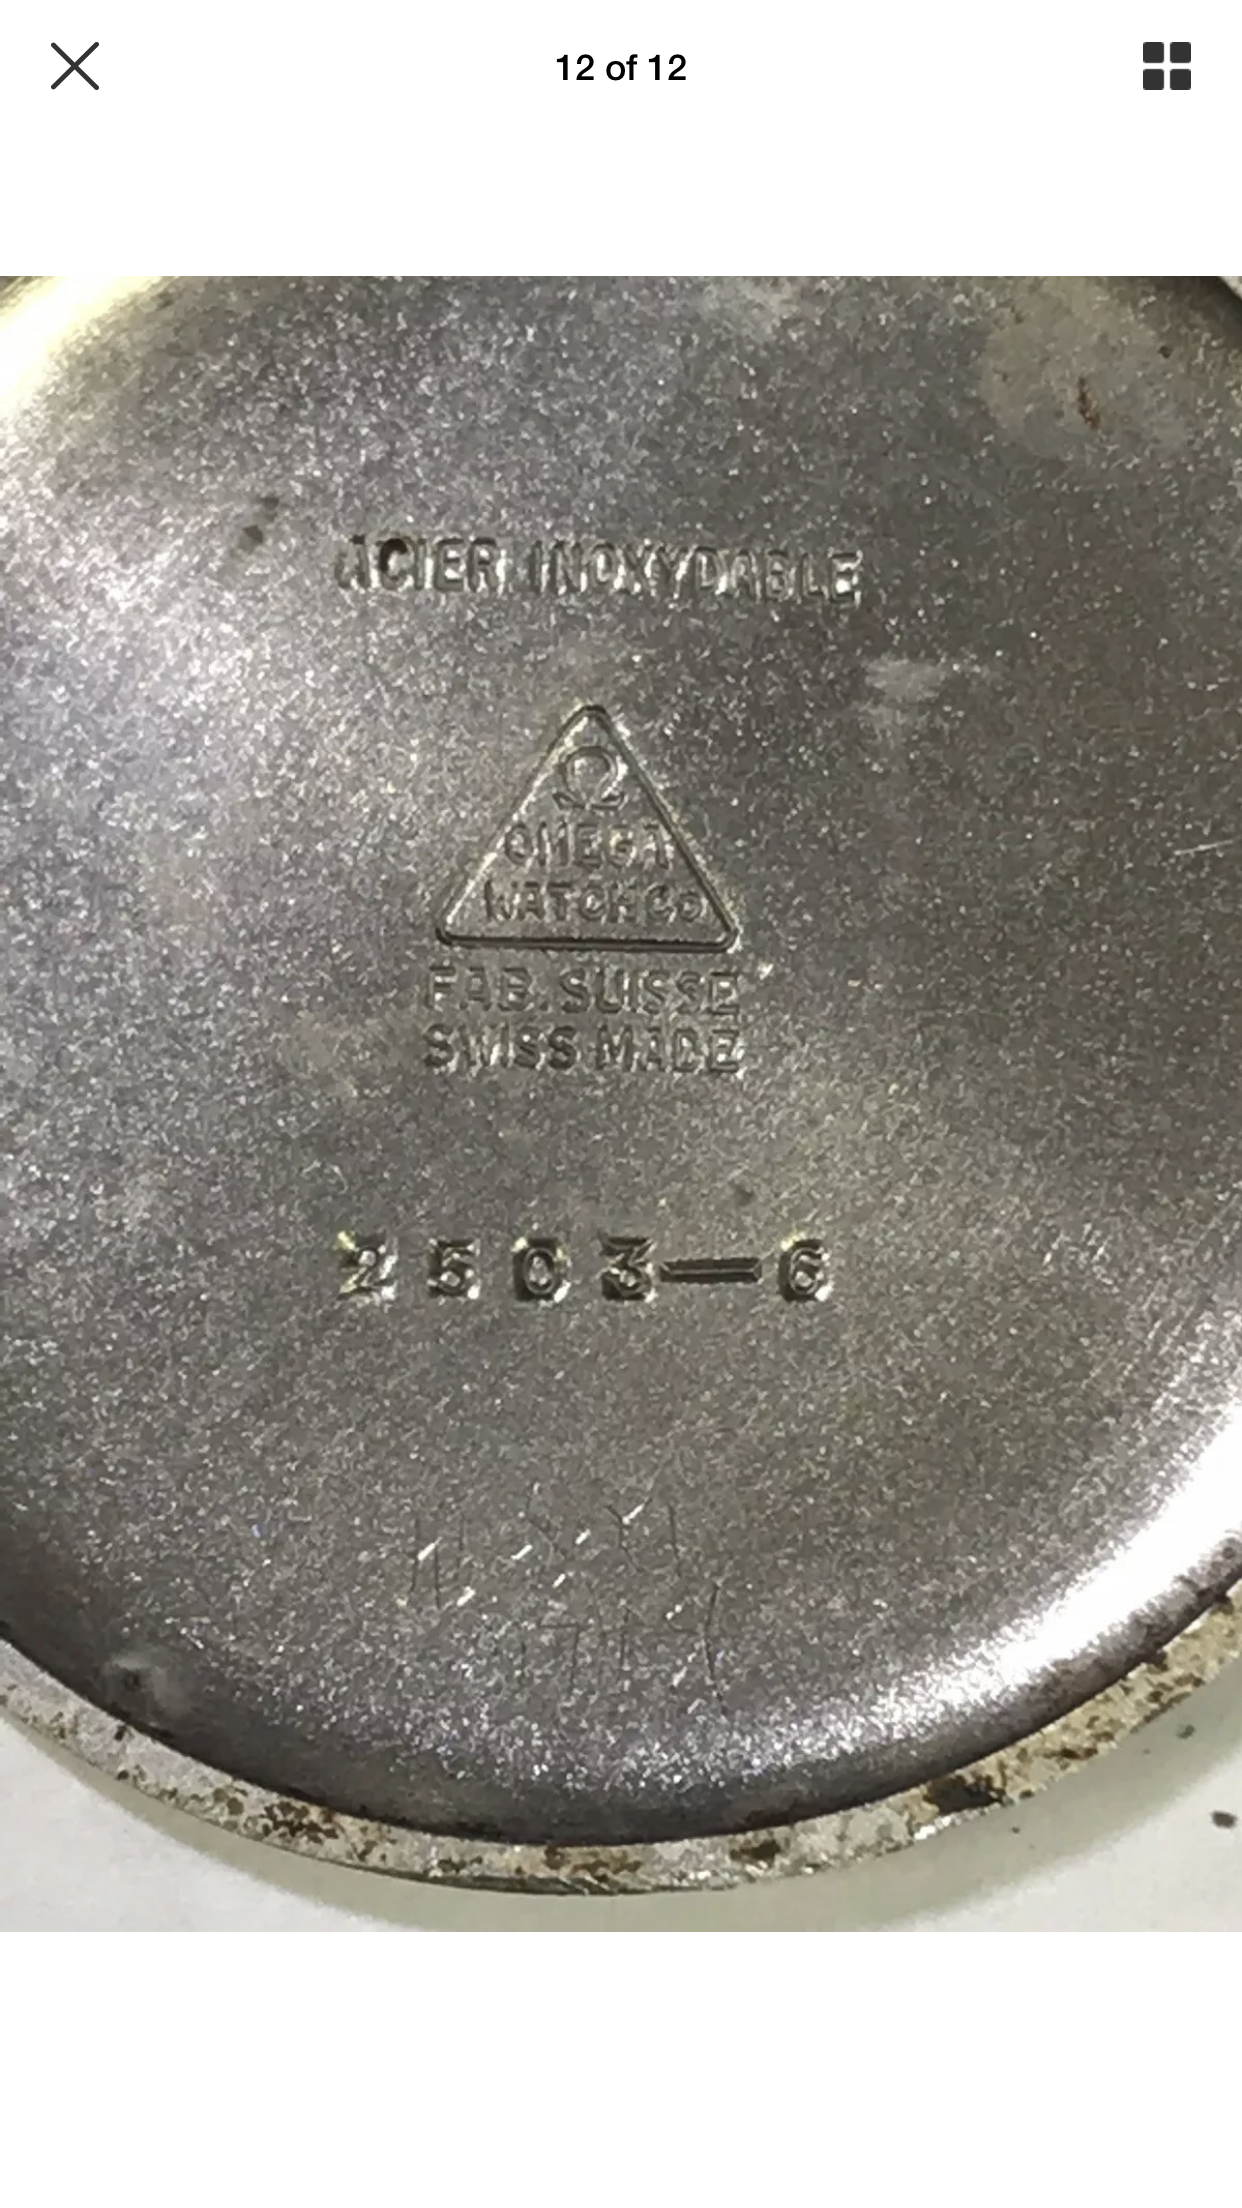 12 of 12
ACIER INOXYDABLE
Ω
OMEGA
WATCH Co
FAB. SUISSE
SWISS MADE
2503-6